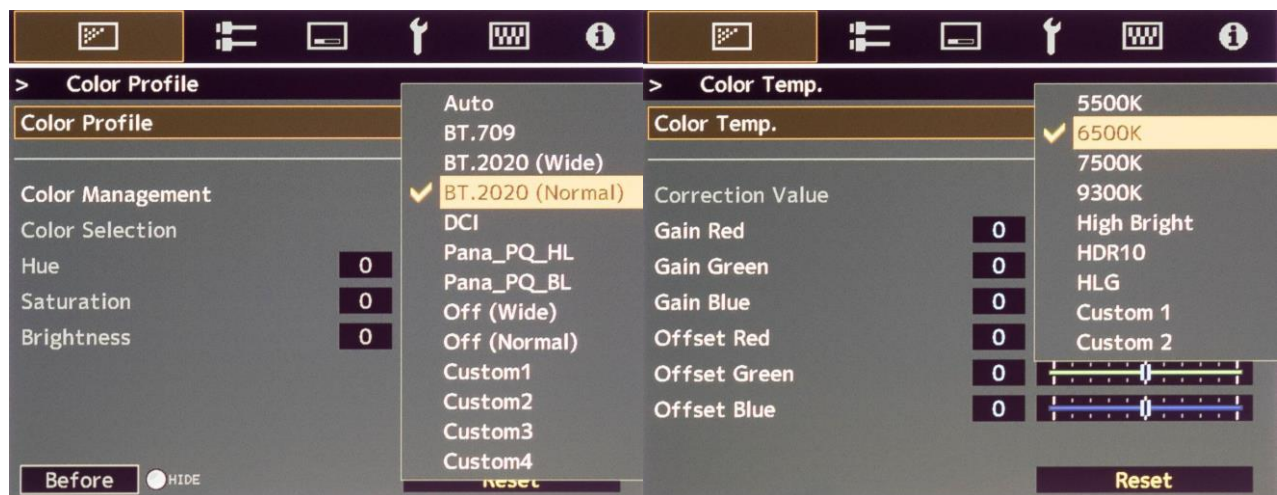 > Color Profile
Color Profile
Color Management
Color Selection
Hue 0
Saturation 0
Brightness 0
Before HIDE
Auto
BT.709
BT.2020 (Wide)
BT.2020 (Normal)
DCI
Pana_PQ_HL
Pana_PQ_BL
Off (Wide)
Off (Normal)
Custom1
Custom2
Custom3
Custom4
Reset
> Color Temp.
Color Temp.
Correction Value
Gain Red 0
Gain Green 0
Gain Blue 0
Offset Red 0
Offset Green 0
Offset Blue 0
5500K
6500K
7500K
9300K
High Bright
HDR10
HLG
Custom 1
Custom 2
Reset